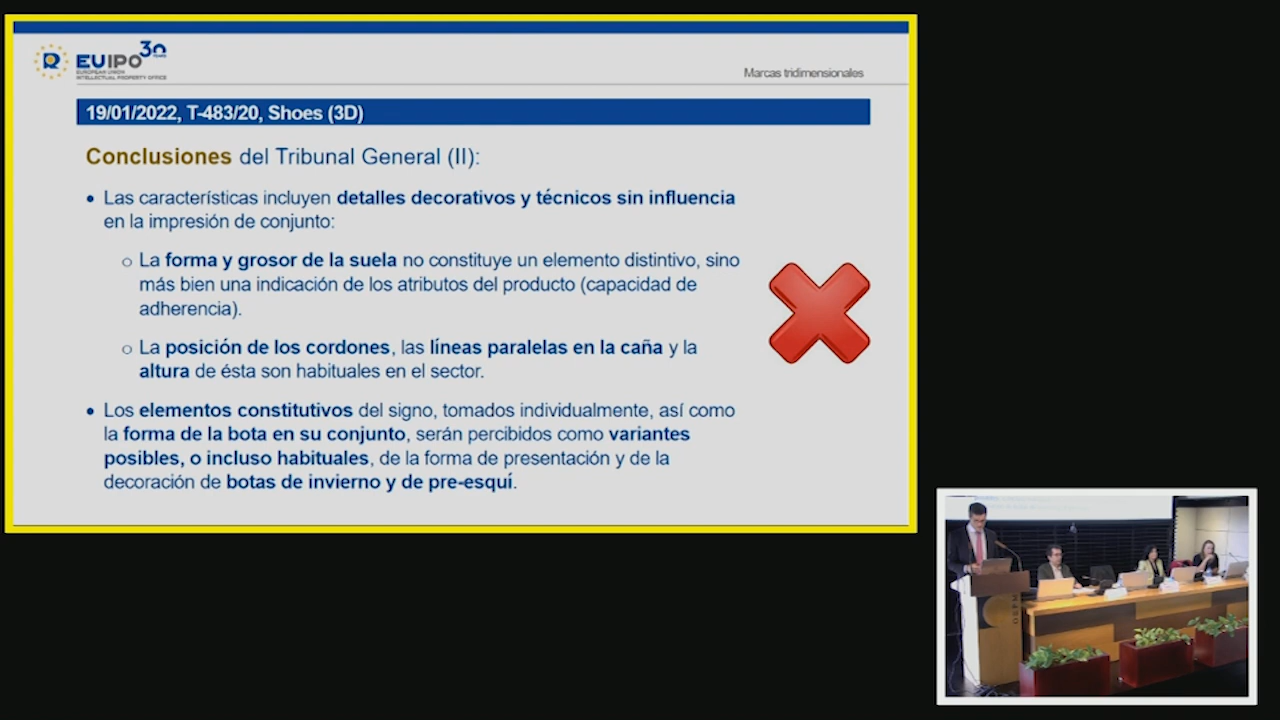 EUIPO 30 YEARS
EUROPEAN UNION
INTELLECTUAL PROPERTY OFFICE
Marcas tridimensionales
19/01/2022, T-483/20, Shoes (3D)
Conclusiones del Tribunal General (II):
• Las características incluyen detalles decorativos y técnicos sin influencia
en la impresión de conjunto:
o La forma y grosor de la suela no constituye un elemento distintivo, sino
más bien una indicación de los atributos del producto (capacidad de
adherencia).
o La posición de los cordones, las líneas paralelas en la caña y la
altura de ésta son habituales en el sector.
• Los elementos constitutivos del signo, tomados individualmente, así como
la forma de la bota en su conjunto, serán percibidos como variantes
posibles, o incluso habituales, de la forma de presentación y de la
decoración de botas de invierno y de pre-esquí.
OEPM